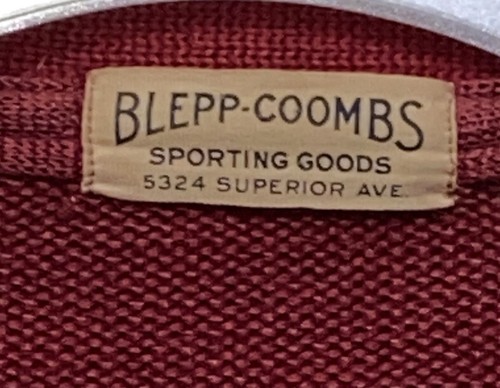 BLEPP-COOMBS
SPORTING GOODS
5324 SUPERIOR AVE.